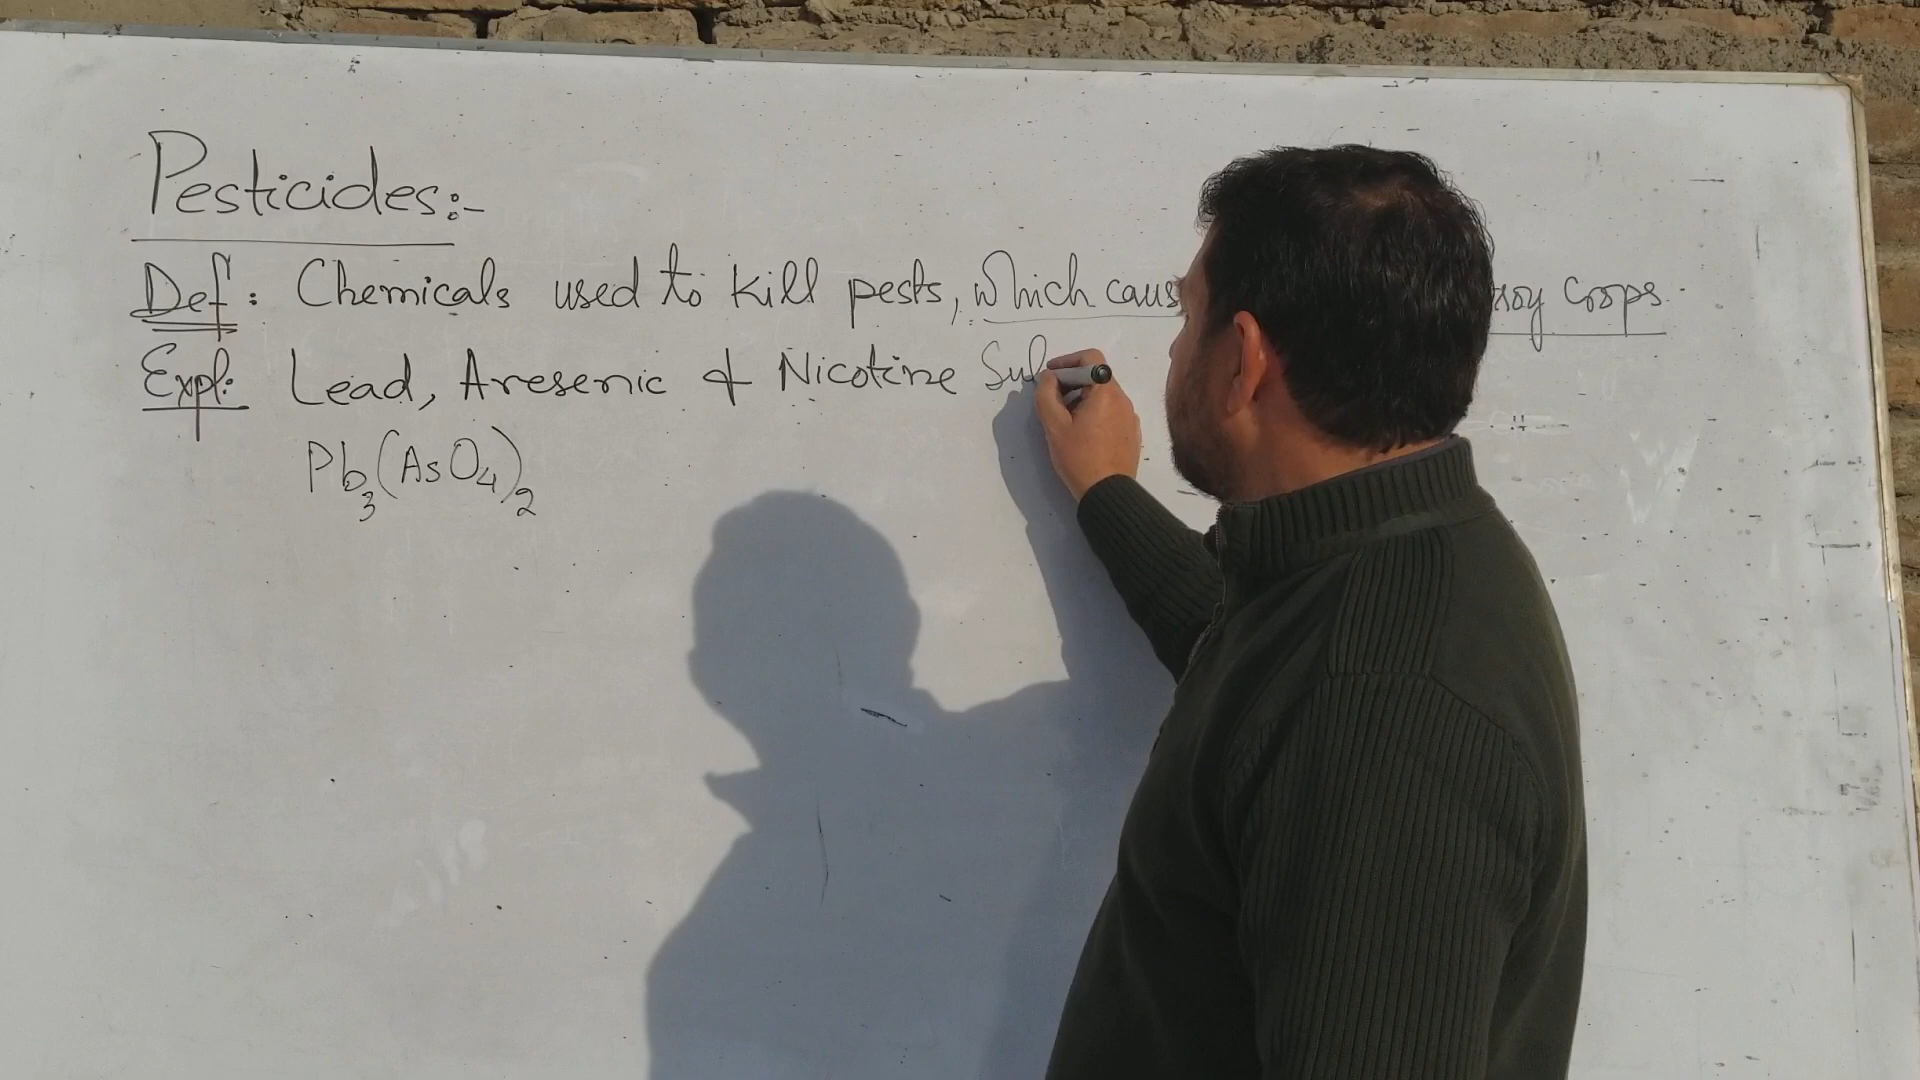 Pesticides:-
Def: Chemicals used to kill pests, which caus roy Crops.
Expl: Lead, Aresenic & Nicotine Sul
Pb3(AsO4)2